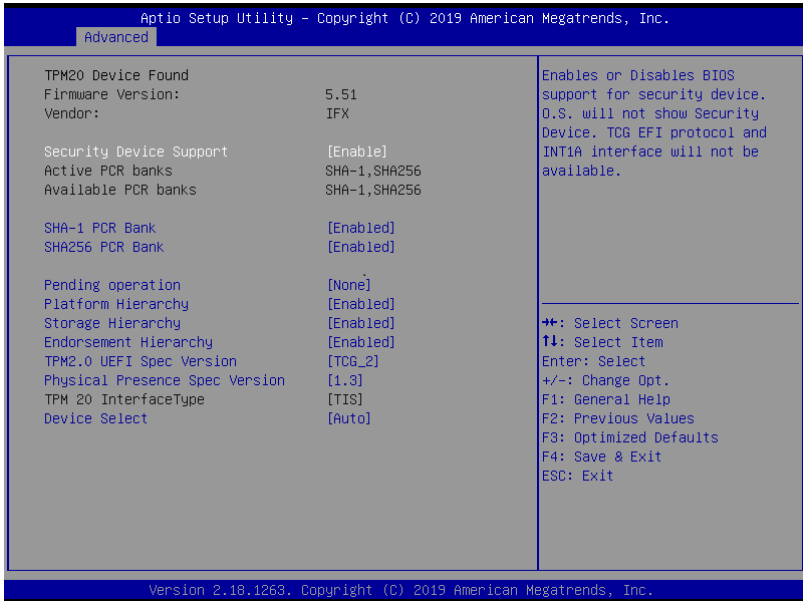 Aptio Setup Utility – Copyright (C) 2019 American Megatrends, Inc.
Advanced
TPM20 Device Found
Firmware Version: 5.51
Vendor: IFX
Security Device Support [Enable]
Active PCR banks SHA-1,SHA256
Available PCR banks SHA-1,SHA256
SHA-1 PCR Bank [Enabled]
SHA256 PCR Bank [Enabled]
Pending operation [None]
Platform Hierarchy [Enabled]
Storage Hierarchy [Enabled]
Endorsement Hierarchy [Enabled]
TPM2.0 UEFI Spec Version [TCG_2]
Physical Presence Spec Version [1.3]
TPM 20 InterfaceType [TIS]
Device Select [Auto]
Enables or Disables BIOS
support for security device.
O.S. will not show Security
Device. TCG EFI protocol and
INT1A interface will not be
available.
→←: Select Screen
↑↓: Select Item
Enter: Select
+/-: Change Opt.
F1: General Help
F2: Previous Values
F3: Optimized Defaults
F4: Save & Exit
ESC: Exit
Version 2.18.1263. Copyright (C) 2019 American Megatrends, Inc.